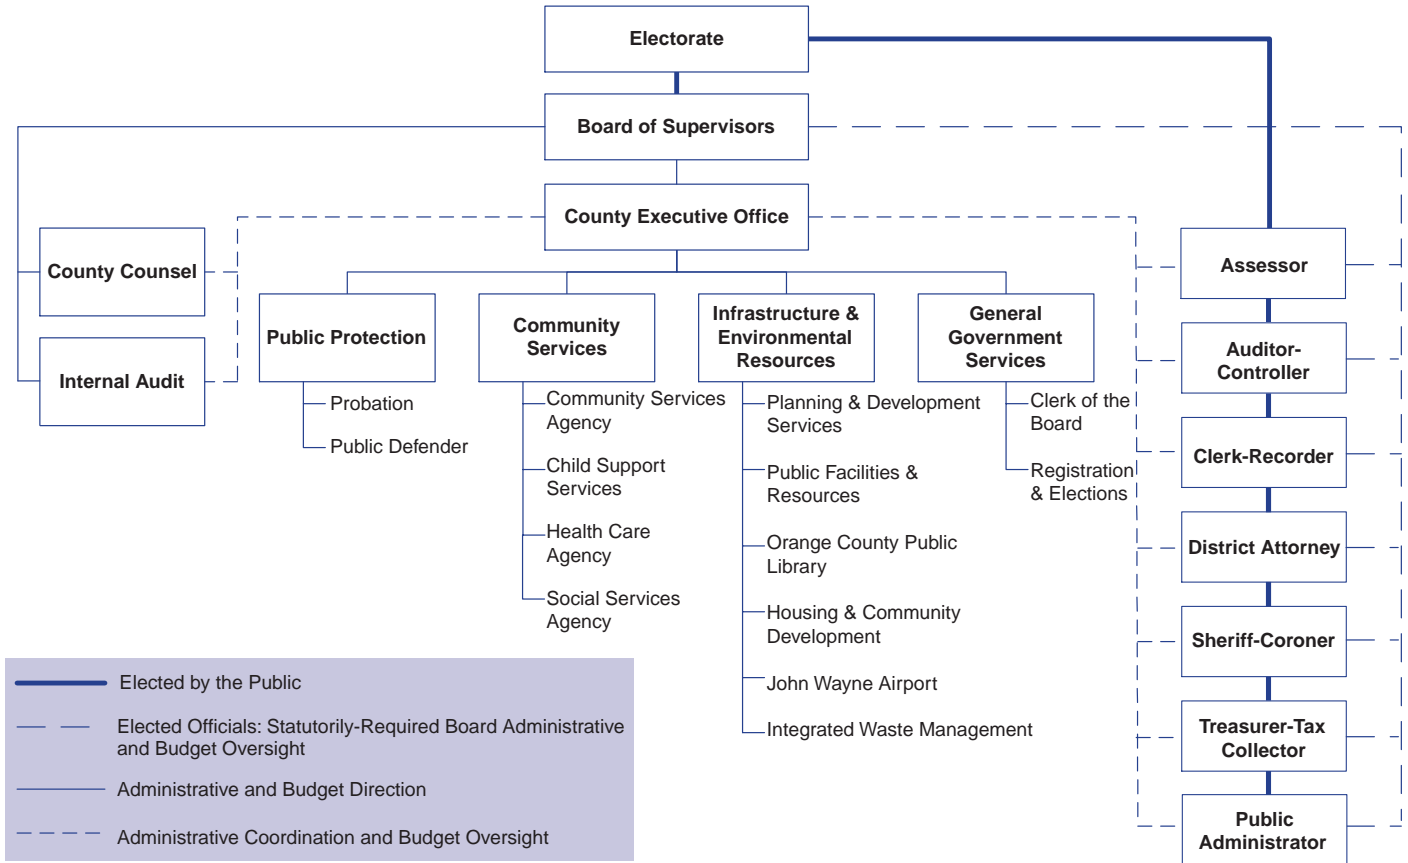 Electorate
Board of Supervisors
County Executive Office
County Counsel
Internal Audit
Public Protection
Probation
Public Defender
Community
Services
Community Services
Agency
Child Support
Services
Health Care
Agency
Social Services
Agency
Infrastructure &
Environmental
Resources
Planning & Development
Services
Public Facilities &
Resources
Orange County Public
Library
Housing & Community
Development
John Wayne Airport
Integrated Waste Management
General
Government
Services
Clerk of the
Board
Registration
& Elections
Assessor
Auditor-
Controller
Clerk-Recorder
District Attorney
Sheriff-Coroner
Treasurer-Tax
Collector
Public
Administrator
Elected by the Public
Elected Officials: Statutorily-Required Board Administrative
and Budget Oversight
Administrative and Budget Direction
Administrative Coordination and Budget Oversight